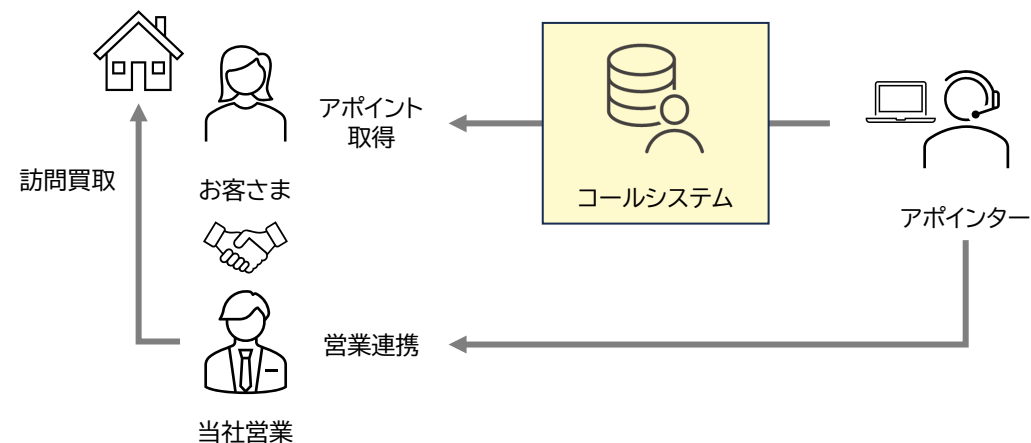 アポイント
取得
訪問買取
お客さま
コールシステム
アポインター
営業連携
当社営業